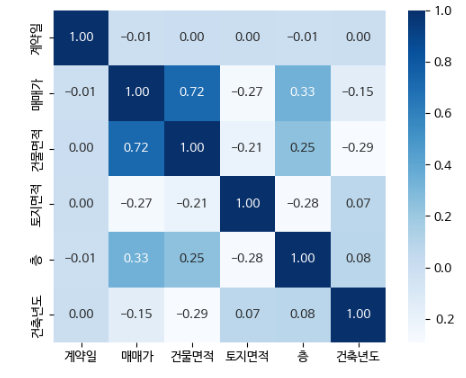 계약일 1.00 −0.01 0.00 0.00 −0.01 0.00
매매가 −0.01 1.00 0.72 −0.27 0.33 −0.15
건물면적 0.00 0.72 1.00 −0.21 0.25 −0.29
토지면적 0.00 −0.27 −0.21 1.00 −0.28 0.07
층 −0.01 0.33 0.25 −0.28 1.00 0.08
건축년도 0.00 −0.15 −0.29 0.07 0.08 1.00
계약일 매매가 건물면적 토지면적 층 건축년도
1.0
0.8
0.6
0.4
0.2
0.0
0.2